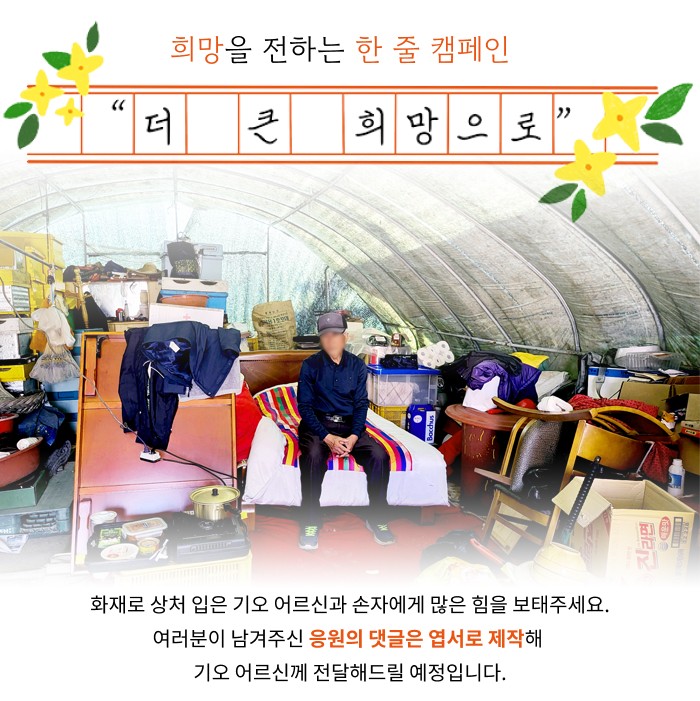 희망을 전하는 한 줄 캠페인
“더 큰 희망으로”
Bacchus
진라면
화재로 상처 입은 기오 어르신과 손자에게 많은 힘을 보태주세요.
여러분이 남겨주신 응원의 댓글은 엽서로 제작해
기오 어르신께 전달해드릴 예정입니다.